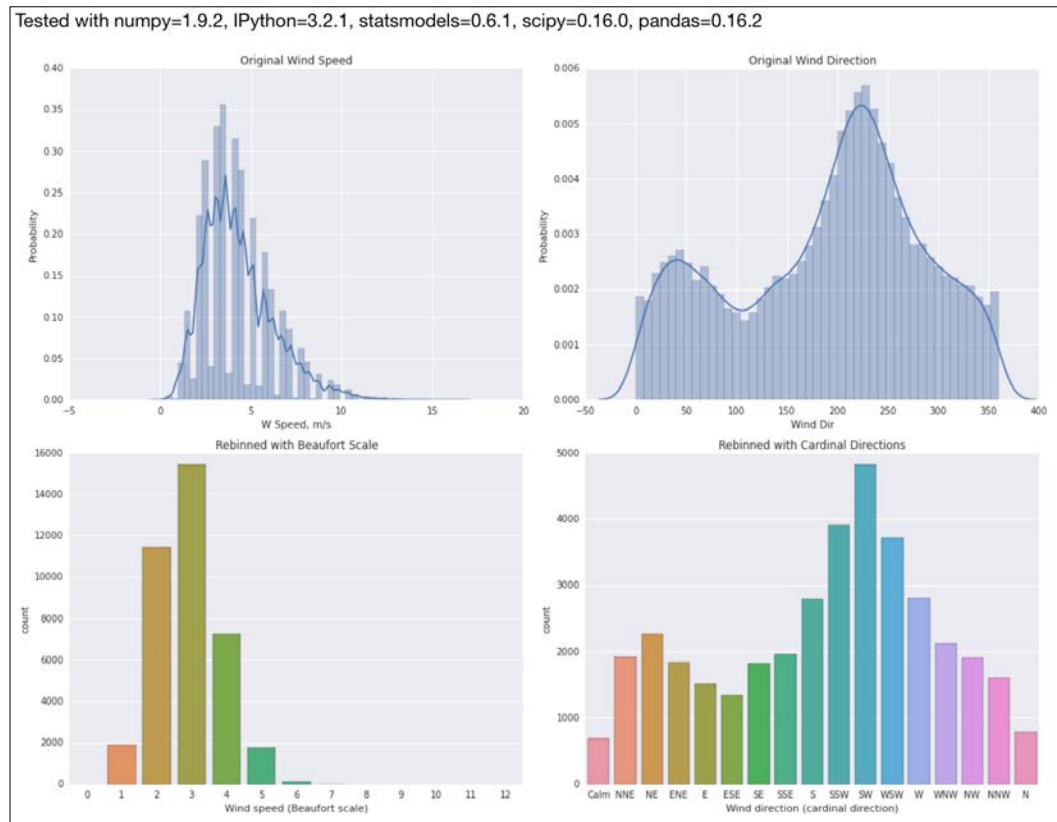 Tested with numpy=1.9.2, IPython=3.2.1, statsmodels=0.6.1, scipy=0.16.0, pandas=0.16.2
Original Wind Speed
0.40
0.35
0.30
0.25
0.20
0.15
0.10
0.05
0.00
Probability
−5 0 5 10 15 20
W Speed, m/s
Original Wind Direction
0.006
0.005
0.004
0.003
0.002
0.001
0.000
Probability
−50 0 50 100 150 200 250 300 350 400
Wind Dir
Rebinned with Beaufort Scale
16000
14000
12000
10000
8000
6000
4000
2000
0
count
0 1 2 3 4 5 6 7 8 9 10 11 12
Wind speed (Beaufort scale)
Rebinned with Cardinal Directions
5000
4000
3000
2000
1000
0
count
Calm NNE NE ENE E ESE SE SSE S SSW SW WSW W WNW NW NNW N
Wind direction (cardinal direction)